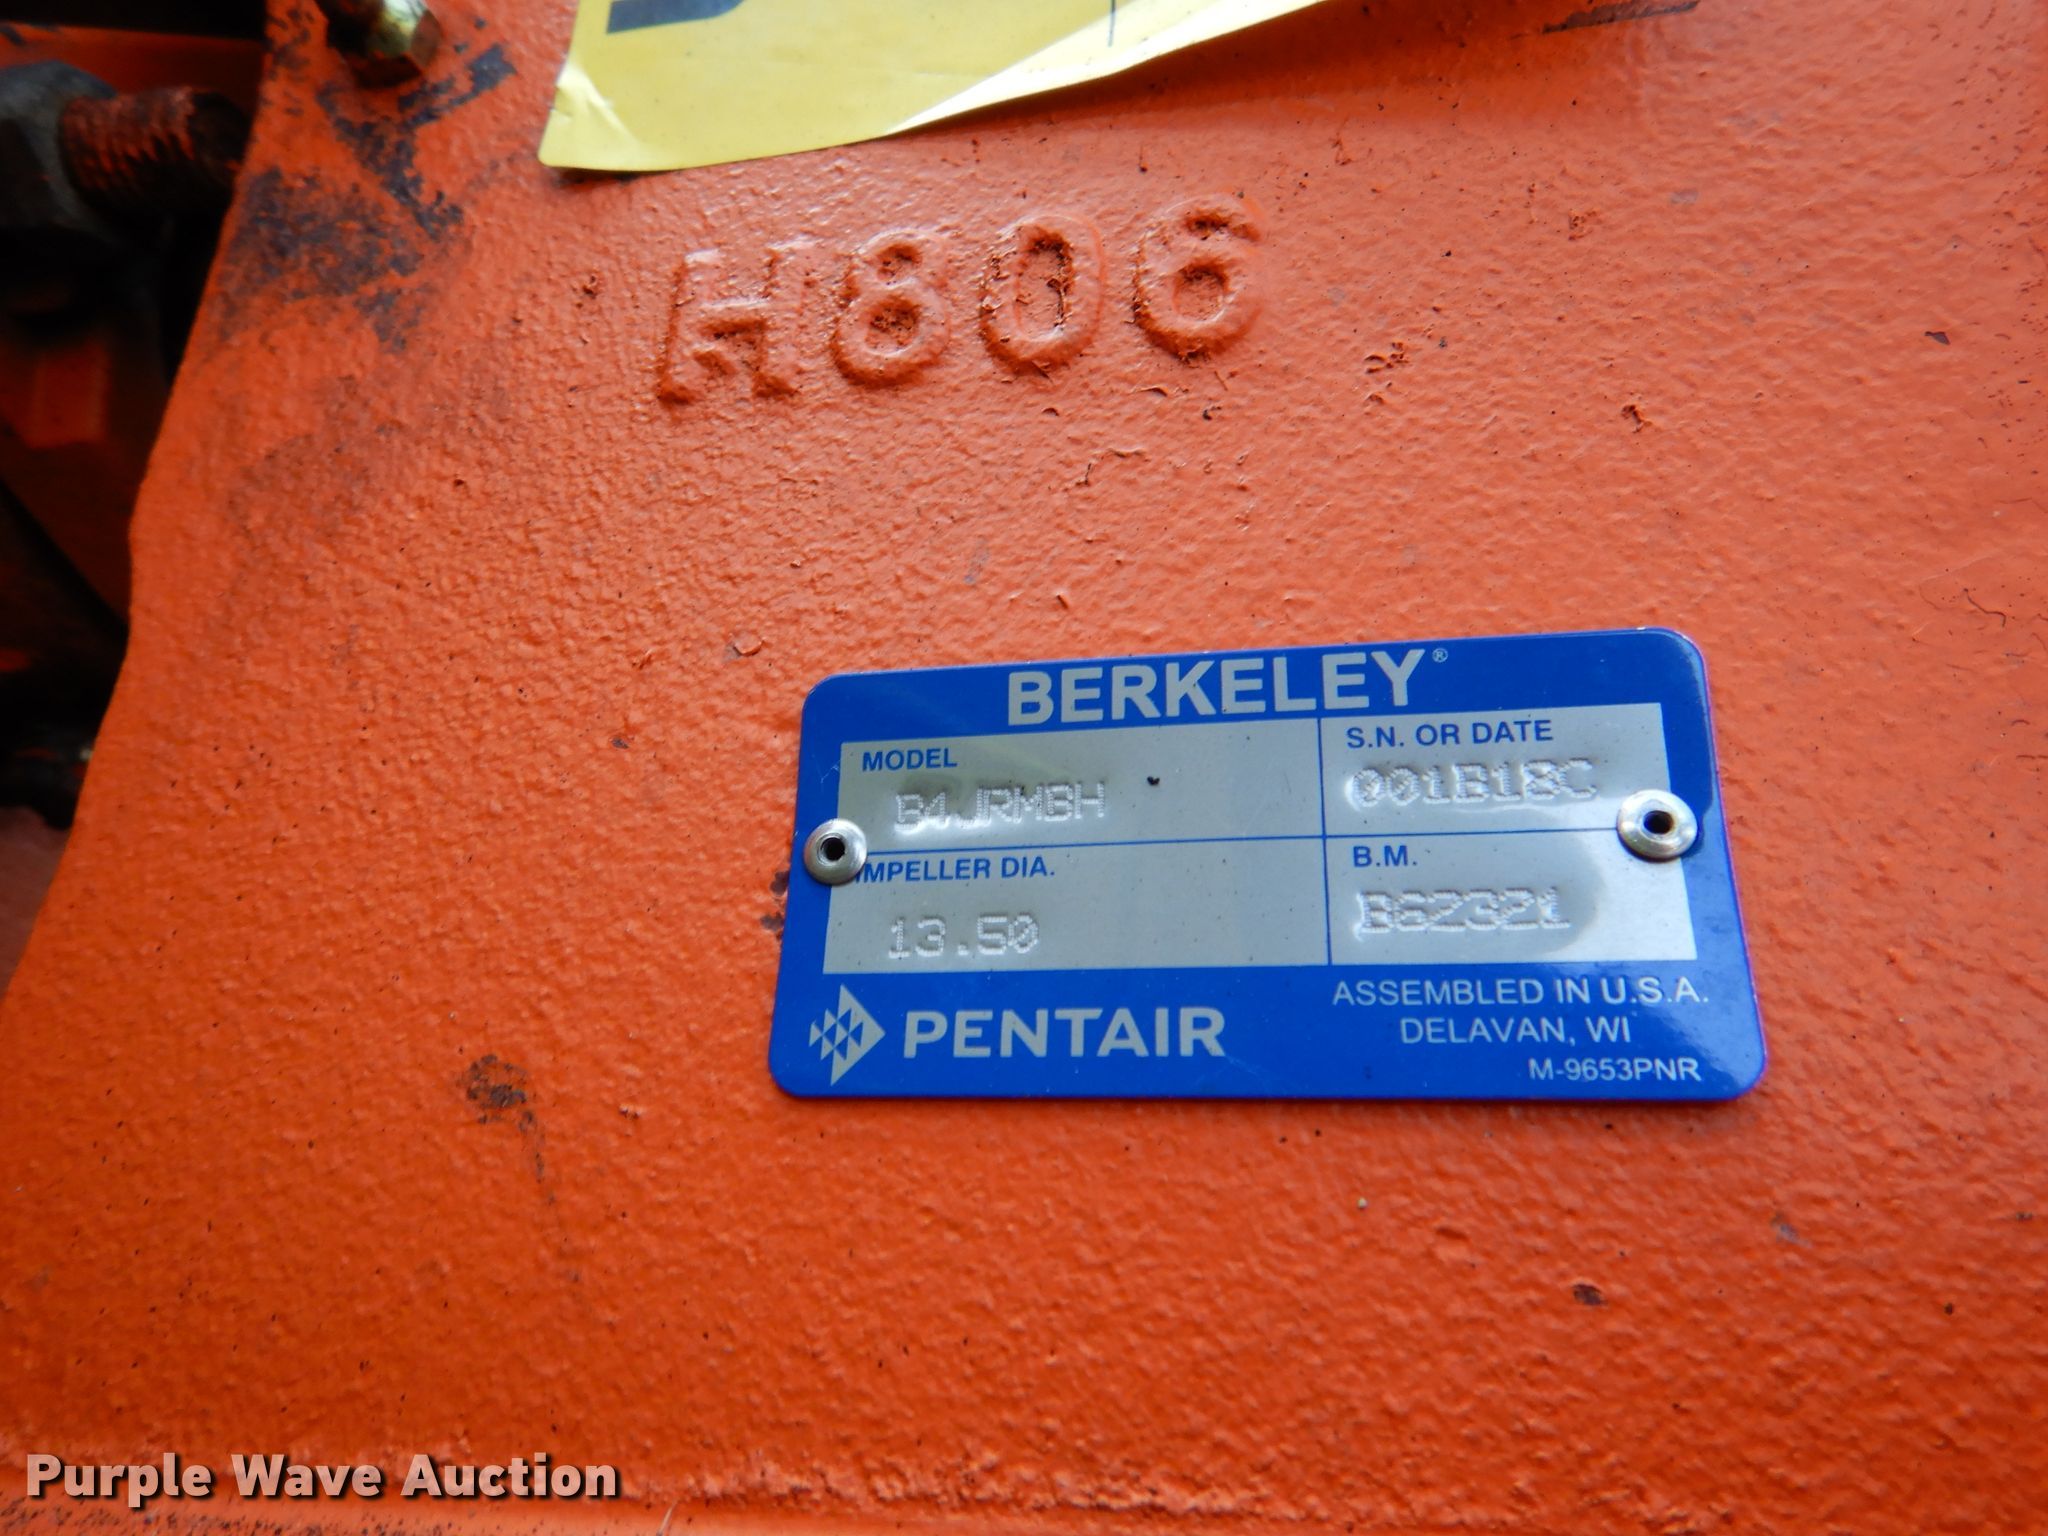 H806
BERKELEY®
MODEL
B4JRMBH
S.N. OR DATE
001B18C
IMPELLER DIA.
13.50
B.M.
B62321
PENTAIR
ASSEMBLED IN U.S.A.
DELAVAN, WI
M-9653PNR
Purple Wave Auction